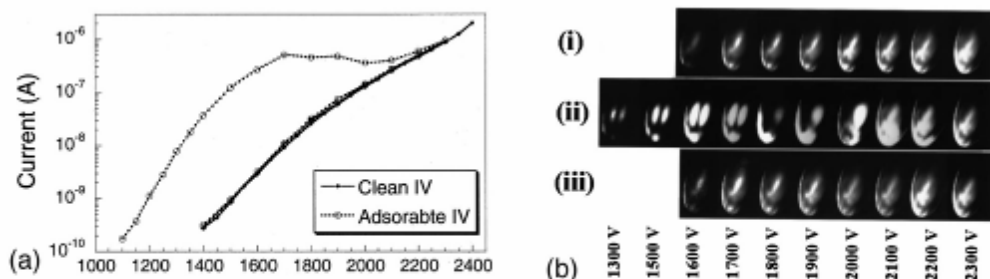 Current (A)
10⁻⁶
10⁻⁷
10⁻⁸
10⁻⁹
10⁻¹⁰
Clean IV
Adsorabte IV
1000 1200 1400 1600 1800 2000 2200 2400
(a)
(i)
(ii)
(iii)
1300 V
1500 V
1600 V
1700 V
1800 V
1900 V
2000 V
2100 V
2200 V
2300 V
(b)